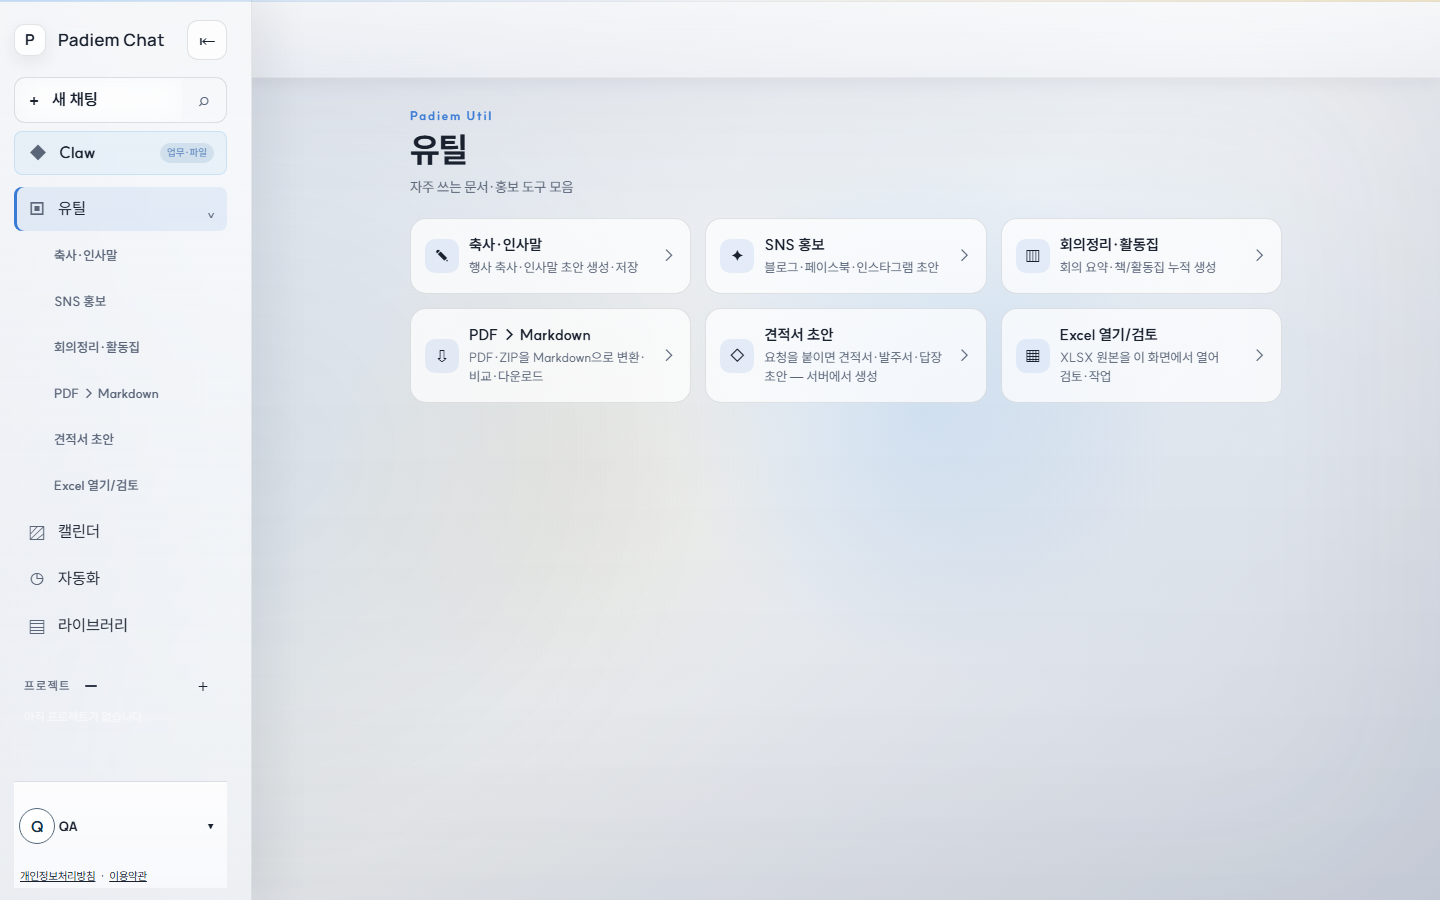 P Padiem Chat
+ 새 채팅
Claw 업무·파일
유틸
축사·인사말
SNS 홍보
회의정리·활동집
PDF > Markdown
견적서 초안
Excel 열기/검토
캘린더
자동화
라이브러리
프로젝트 — +
아직 프로젝트가 없습니다
Q QA
개인정보처리방침 · 이용약관
Padiem Util
유틸
자주 쓰는 문서·홍보 도구 모음
축사·인사말
행사 축사·인사말 초안 생성·저장
SNS 홍보
블로그·페이스북·인스타그램 초안
회의정리·활동집
회의 요약·책/활동집 누적 생성
PDF > Markdown
PDF·ZIP을 Markdown으로 변환·
비교·다운로드
견적서 초안
요청을 붙이면 견적서·발주서·답장
초안 — 서버에서 생성
Excel 열기/검토
XLSX 원본을 이 화면에서 열어
검토·작업